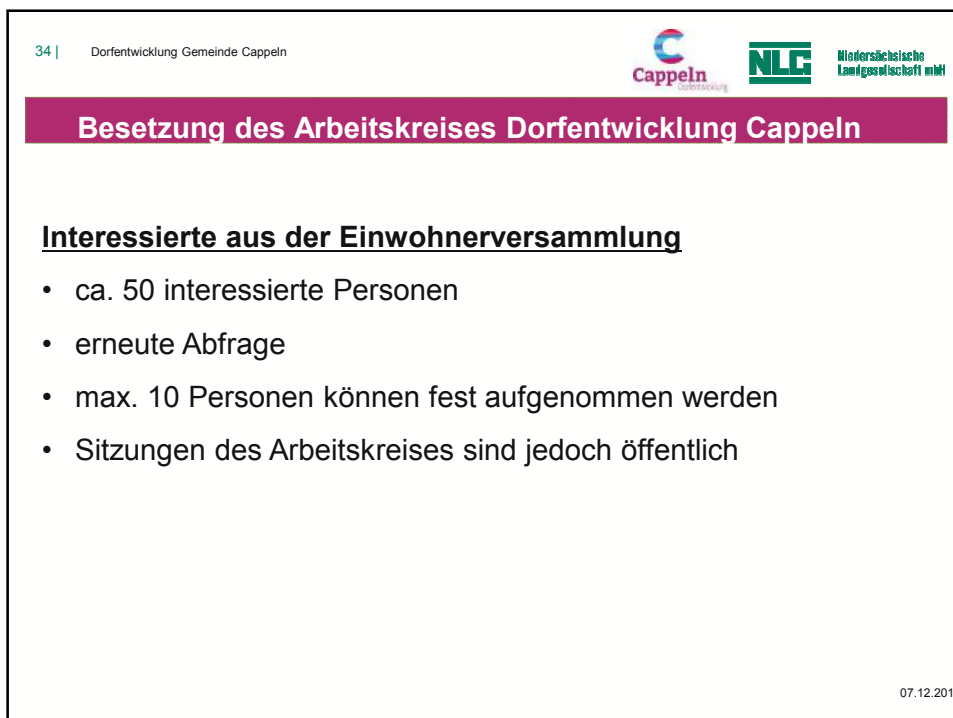 34 | Dorfentwicklung Gemeinde Cappeln
Cappeln
Dorfentwicklung
NLG
Niedersächsische
Landgesellschaft mbH
Besetzung des Arbeitskreises Dorfentwicklung Cappeln
Interessierte aus der Einwohnerversammlung
• ca. 50 interessierte Personen
• erneute Abfrage
• max. 10 Personen können fest aufgenommen werden
• Sitzungen des Arbeitskreises sind jedoch öffentlich
07.12.201